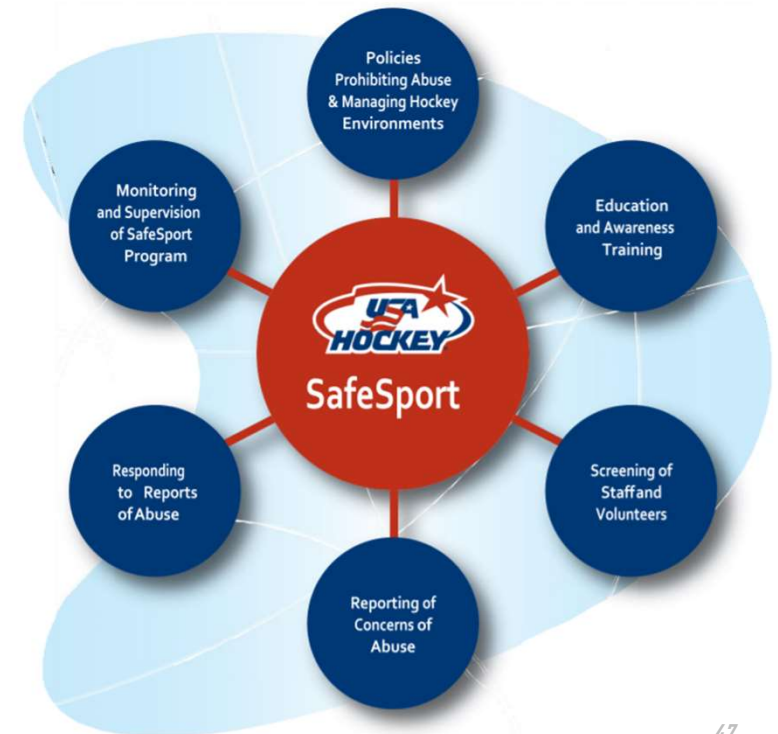 Policies
Prohibiting Abuse
& Managing Hockey
Environments
Education
and Awareness
Training
Screening of
Staff and
Volunteers
Reporting of
Concerns of
Abuse
Responding
to Reports
of Abuse
Monitoring
and Supervision
of SafeSport
Program
USA
HOCKEY
SafeSport
67